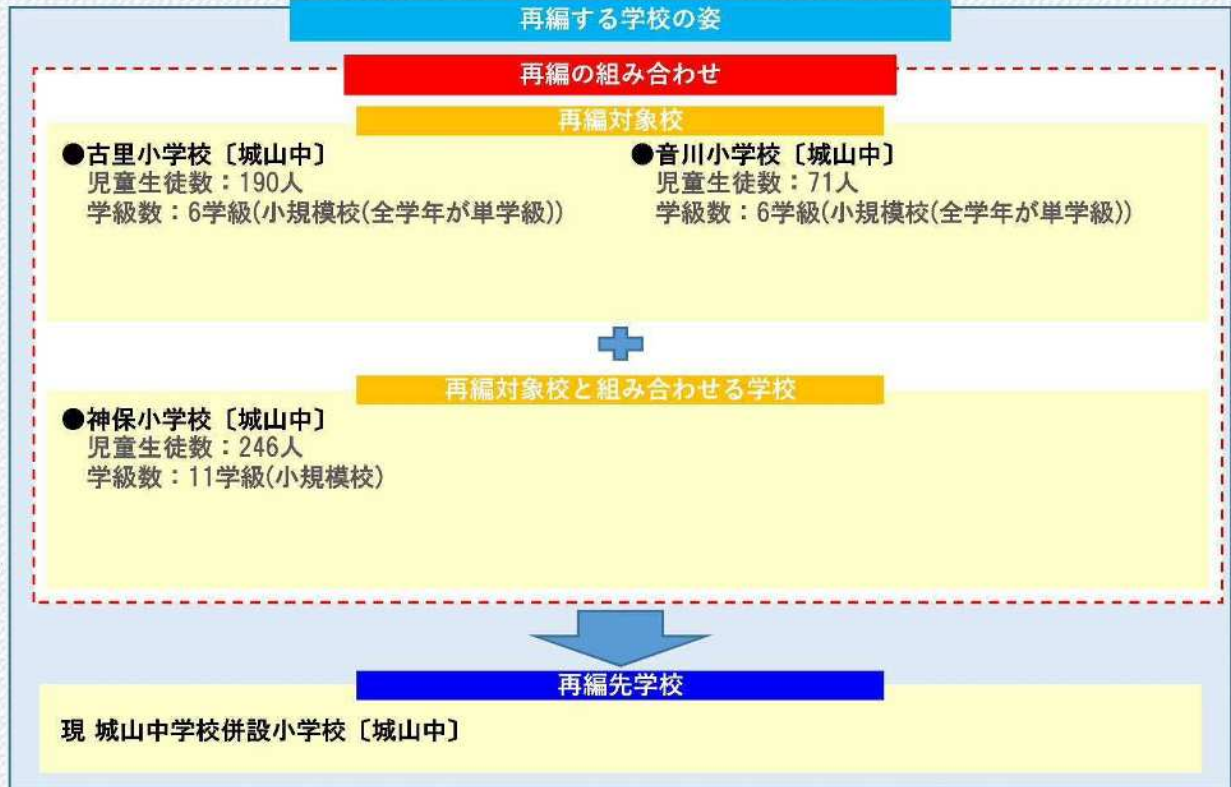 再編する学校の姿
再編の組み合わせ
再編対象校
●古里小学校〔城山中〕
児童生徒数：190人
学級数：6学級(小規模校(全学年が単学級))
●音川小学校〔城山中〕
児童生徒数：71人
学級数：6学級(小規模校(全学年が単学級))
再編対象校と組み合わせる学校
●神保小学校〔城山中〕
児童生徒数：246人
学級数：11学級(小規模校)
再編先学校
現 城山中学校併設小学校〔城山中〕